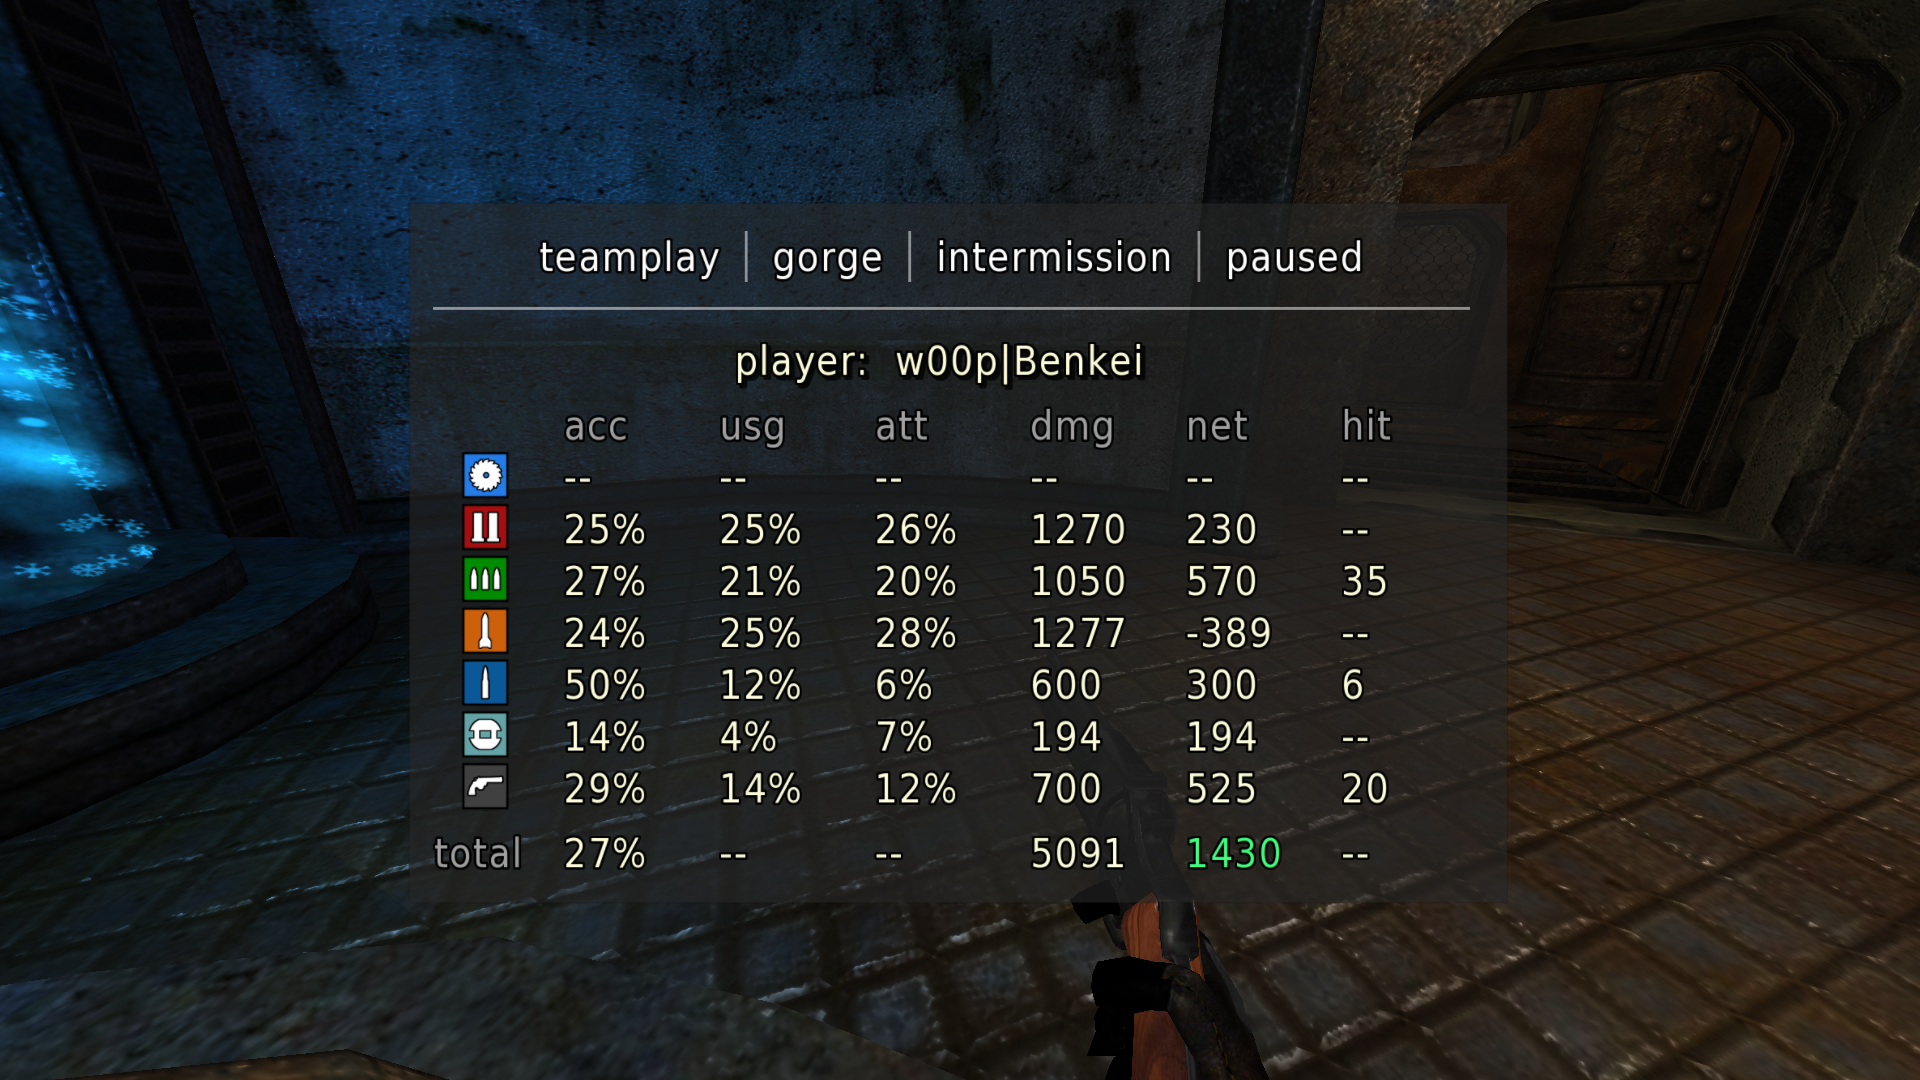 teamplay | gorge | intermission | paused
player: w00p|Benkei
acc usg att dmg net hit
-- -- -- -- -- --
25% 25% 26% 1270 230 --
27% 21% 20% 1050 570 35
24% 25% 28% 1277 -389 --
50% 12% 6% 600 300 6
14% 4% 7% 194 194 --
29% 14% 12% 700 525 20
total 27% -- -- 5091 1430 --